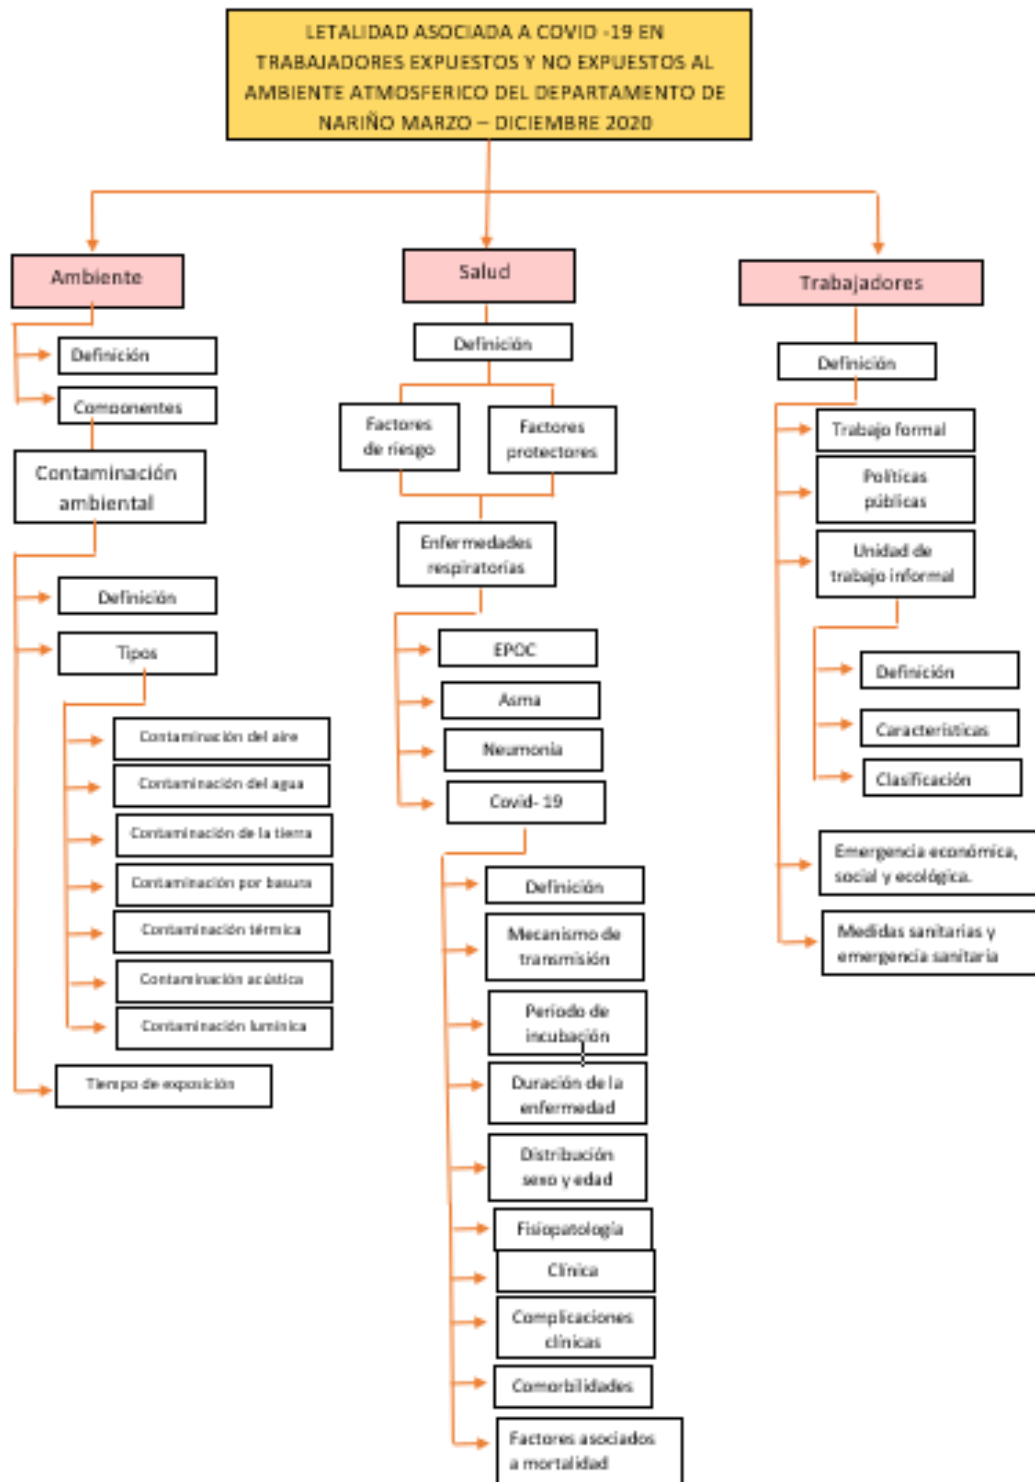 LETALIDAD ASOCIADA A COVID -19 EN
TRABAJADORES EXPUESTOS Y NO EXPUESTOS AL
AMBIENTE ATMOSFERICO DEL DEPARTAMENTO DE
NARIÑO MARZO – DICIEMBRE 2020
Ambiente
Definición
Componentes
Contaminación
ambiental
Definición
Tipos
Contaminación del aire
Contaminación del agua
Contaminación de la tierra
Contaminación por basura
Contaminación térmica
Contaminación acústica
Contaminación lumínica
Tiempo de exposición
Salud
Definición
Factores
de riesgo
Factores
protectores
Enfermedades
respiratorias
EPOC
Asma
Neumonía
Covid- 19
Definición
Mecanismo de
transmisión
Periodo de
incubación
Duración de la
enfermedad
Distribución
sexo y edad
Fisiopatología
Clínica
Complicaciones
clínicas
Comorbilidades
Factores asociados
a mortalidad
Trabajadores
Definición
Trabajo formal
Políticas
públicas
Unidad de
trabajo informal
Definición
Características
Clasificación
Emergencia económica,
social y ecológica.
Medidas sanitarias y
emergencia sanitaria